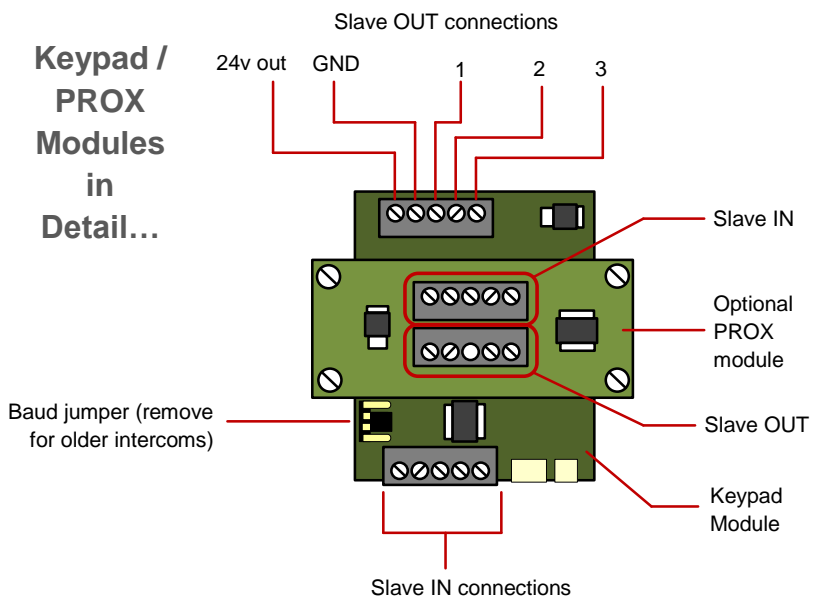 Slave OUT connections
Keypad /
PROX
Modules
in
Detail…
24v out
GND
1
2
3
Slave IN
Optional
PROX
module
Baud jumper (remove
for older intercoms)
Slave OUT
Keypad
Module
Slave IN connections